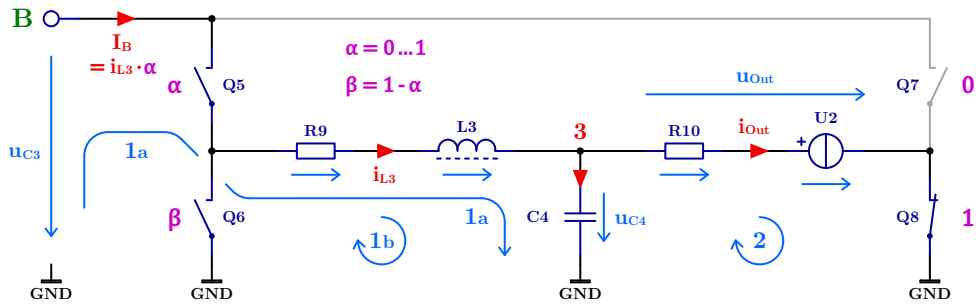 B
I_B
= i_L3 · α
α = 0 ... 1
β = 1 - α
u_Out
α
Q5
Q7
0
u_C3
1a
R9
i_L3
L3
3
R10
i_Out
+
U2
β
Q6
1b
1a
C4
u_C4
2
Q8
1
GND
GND
GND
GND